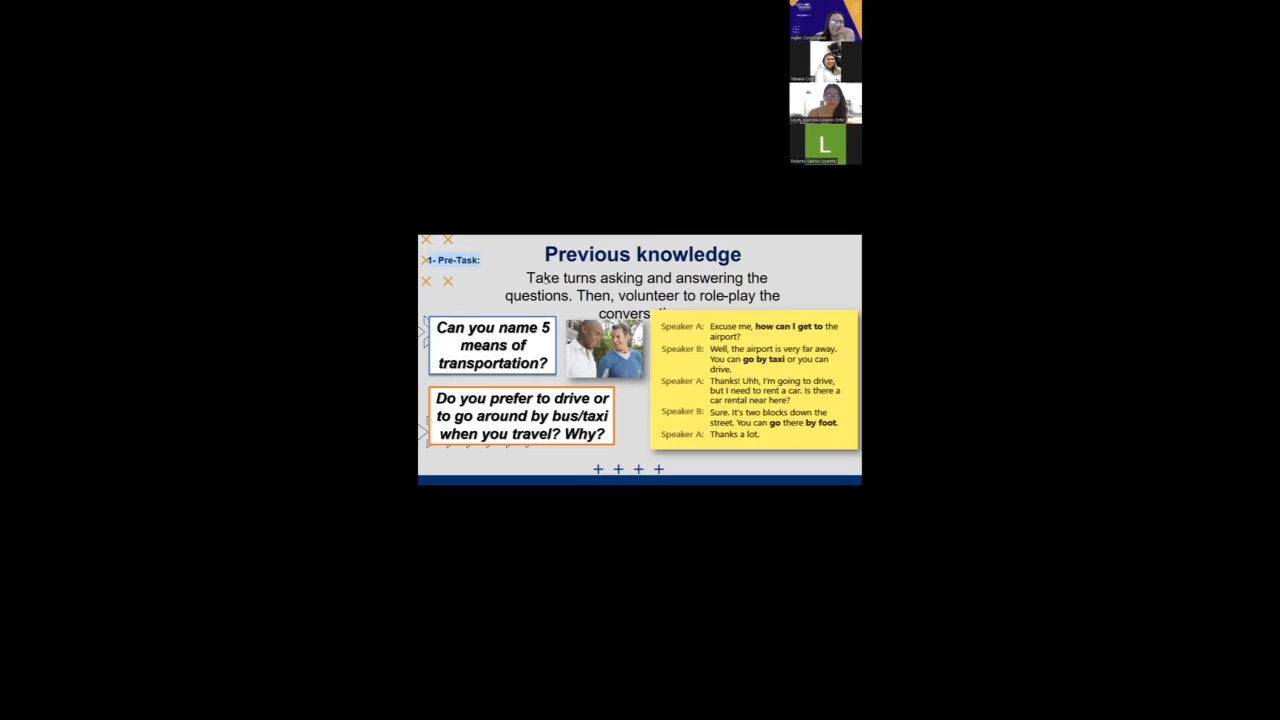 Tatiana Cruz
L
1- Pre-Task:
Previous knowledge
Take turns asking and answering the
questions. Then, volunteer to role-play the
Can you name 5
means of
transportation?
Do you prefer to drive or
to go around by bus/taxi
when you travel? Why?
Speaker A: Excuse me, how can I get to the
airport?
Speaker B: Well, the airport is very far away.
You can go by taxi or you can
drive.
Speaker A: Thanks! Uhh, I'm going to drive,
but I need to rent a car. Is there a
car rental near here?
Speaker B: Sure. It's two blocks down the
street. You can go there by foot.
Speaker A: Thanks a lot.